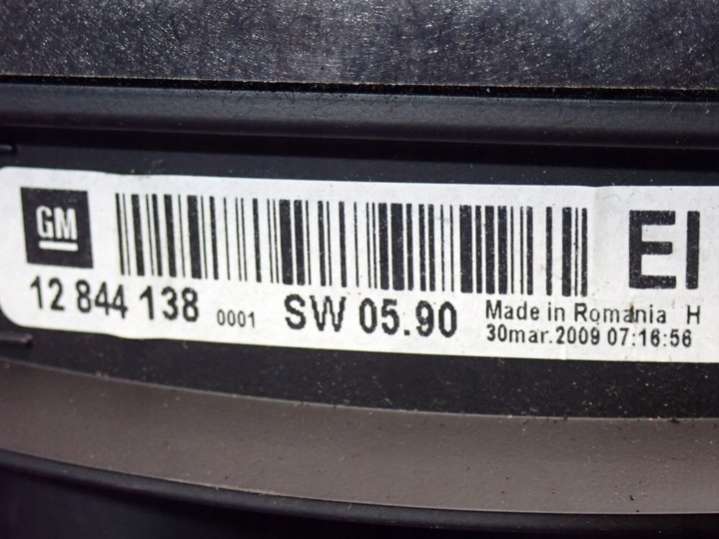 GM
EI
12 844 138 0001 SW 05.90
Made in Romania H
30mar.2009 07:16:56